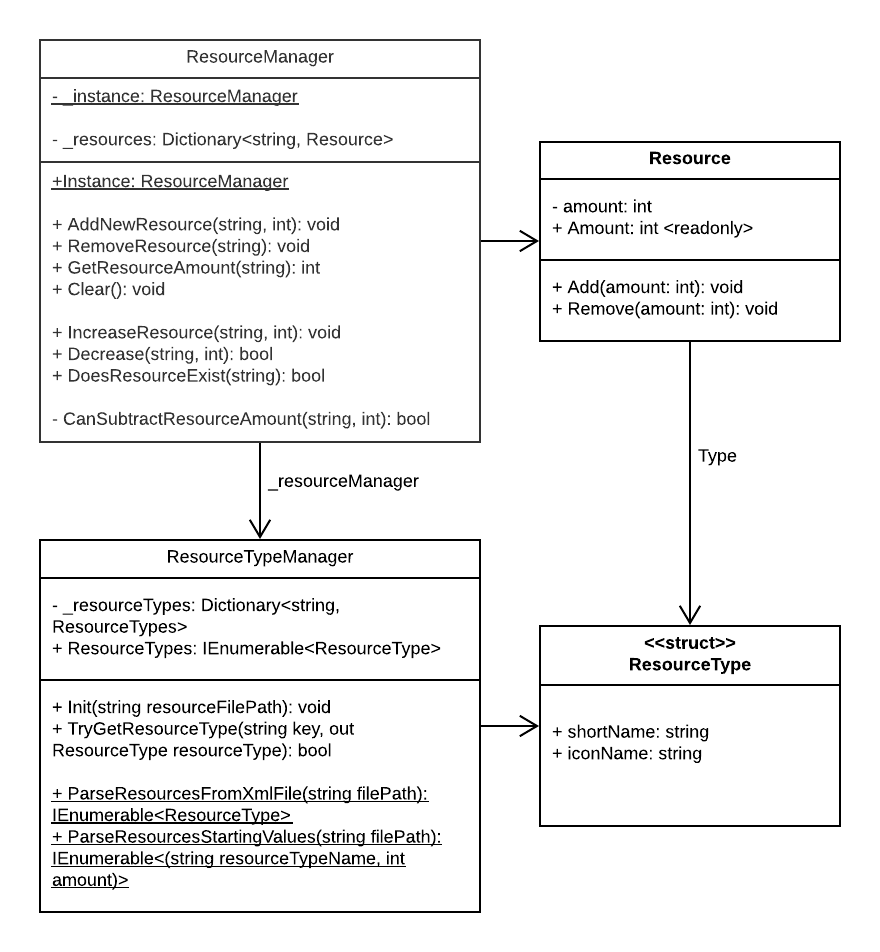 ResourceManager
- _instance: ResourceManager
- _resources: Dictionary<string, Resource>
+Instance: ResourceManager
+ AddNewResource(string, int): void
+ RemoveResource(string): void
+ GetResourceAmount(string): int
+ Clear(): void
+ IncreaseResource(string, int): void
+ Decrease(string, int): bool
+ DoesResourceExist(string): bool
- CanSubtractResourceAmount(string, int): bool
Resource
- amount: int
+ Amount: int <readonly>
+ Add(amount: int): void
+ Remove(amount: int): void
Type
_resourceManager
ResourceTypeManager
- _resourceTypes: Dictionary<string,
ResourceTypes>
+ ResourceTypes: IEnumerable<ResourceType>
+ Init(string resourceFilePath): void
+ TryGetResourceType(string key, out
ResourceType resourceType): bool
+ ParseResourcesFromXmlFile(string filePath):
IEnumerable<ResourceType>
+ ParseResourcesStartingValues(string filePath):
IEnumerable<(string resourceTypeName, int
amount)>
<<struct>>
ResourceType
+ shortName: string
+ iconName: string